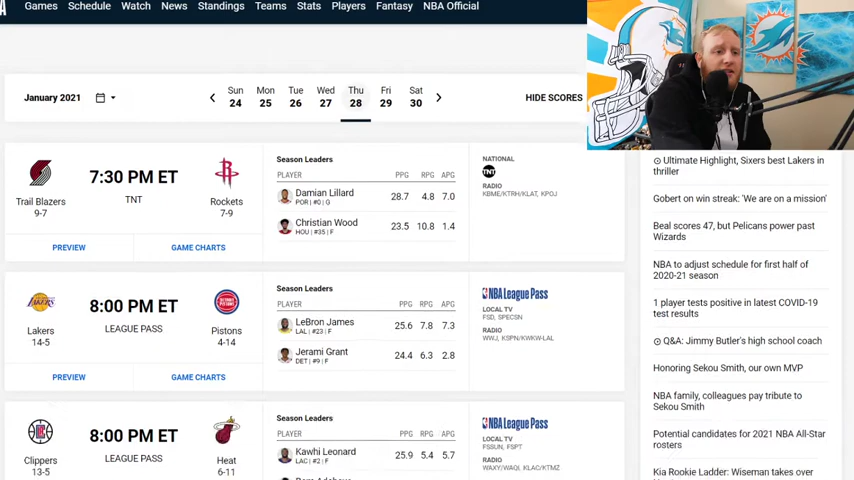 Games Schedule Watch News Standings Teams Stats Players Fantasy NBA Official
January 2021
Sun Mon Tue Wed Thu Fri Sat
24 25 26 27 28 29 30
HIDE SCORES
Trail Blazers
9-7
7:30 PM ET
TNT
Rockets
7-9
PREVIEW
GAME CHARTS
Season Leaders
PLAYER PPG RPG APG
Damian Lillard 28.7 4.8 7.0
POR | #0 | G
Christian Wood 23.5 10.8 1.4
HOU | #35 | F
NATIONAL
TNT
RADIO
KBME/KTRH/KLAT, KPOJ
Lakers
14-5
8:00 PM ET
LEAGUE PASS
Pistons
4-14
PREVIEW
GAME CHARTS
Season Leaders
PLAYER PPG RPG APG
LeBron James 25.6 7.8 7.3
LAL | #23 | F
Jerami Grant 24.4 6.3 2.8
DET | #9 | F
NBA League Pass
LOCAL TV
FSD, SPECSN
RADIO
WWJ, KSPN/KWKW-LAL
Clippers
13-5
8:00 PM ET
LEAGUE PASS
Heat
6-11
Season Leaders
PLAYER PPG RPG APG
Kawhi Leonard 25.9 5.4 5.7
LAC | #2 | F
NBA League Pass
LOCAL TV
FSSUN, FSPT
RADIO
WAXY/WAQI, KLAC/KTMZ
Ultimate Highlight, Sixers best Lakers in
thriller
Gobert on win streak: 'We are on a mission'
Beal scores 47, but Pelicans power past
Wizards
NBA to adjust schedule for first half of
2020-21 season
1 player tests positive in latest COVID-19
test results
Q&A: Jimmy Butler's high school coach
Honoring Sekou Smith, our own MVP
NBA family, colleagues pay tribute to
Sekou Smith
Potential candidates for 2021 NBA All-Star
rosters
Kia Rookie Ladder: Wiseman takes over